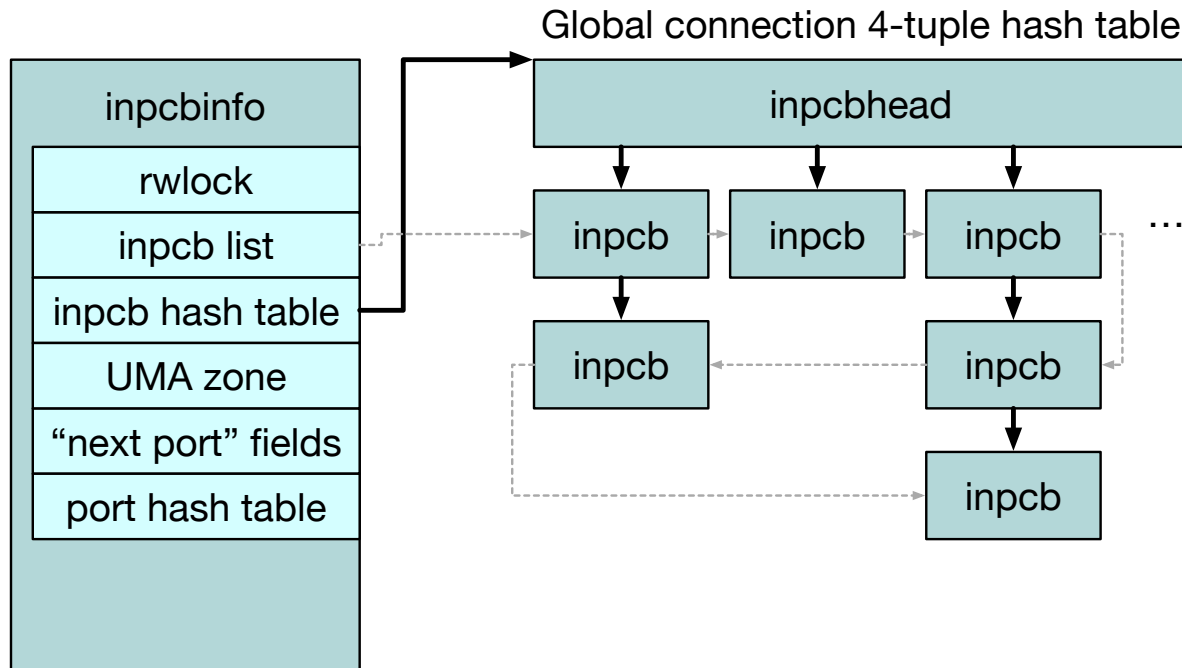 Global connection 4-tuple hash table
inpcbinfo
rwlock
inpcb list
inpcb hash table
UMA zone
“next port” fields
port hash table
inpcbhead
inpcb
inpcb
inpcb
...
inpcb
inpcb
inpcb